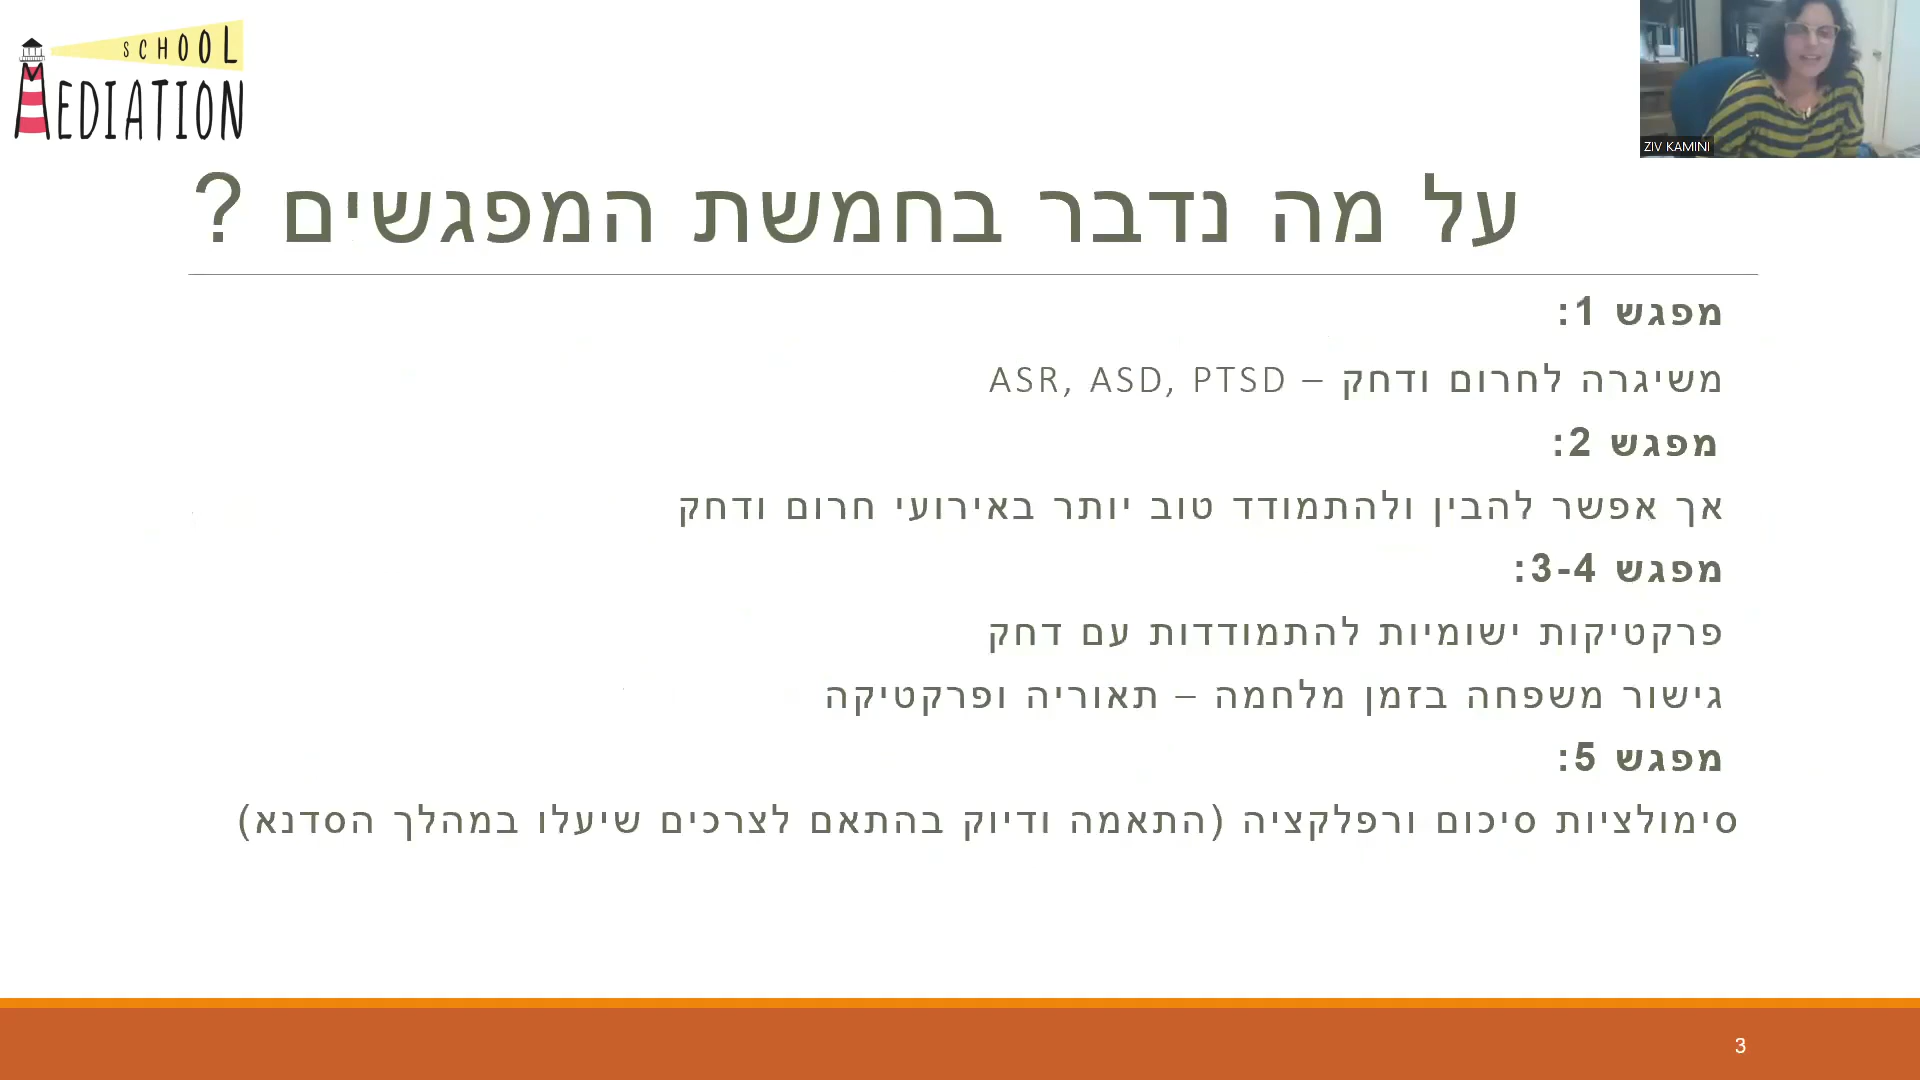 SCHOOL
MEDIATION
ZIV KAMINI
על מה נדבר בחמשת המפגשים ?
מפגש 1:
משיגרה לחרום ודחק – ASR, ASD, PTSD
מפגש 2:
אך אפשר להבין ולהתמודד טוב יותר באירועי חרום ודחק
מפגש 3-4:
פרקטיקות ישומיות להתמודדות עם דחק
גישור משפחה בזמן מלחמה – תאוריה ופרקטיקה
מפגש 5:
סימולציות סיכום ורפלקציה (התאמה ודיוק בהתאם לצרכים שיעלו במהלך הסדנא)
3